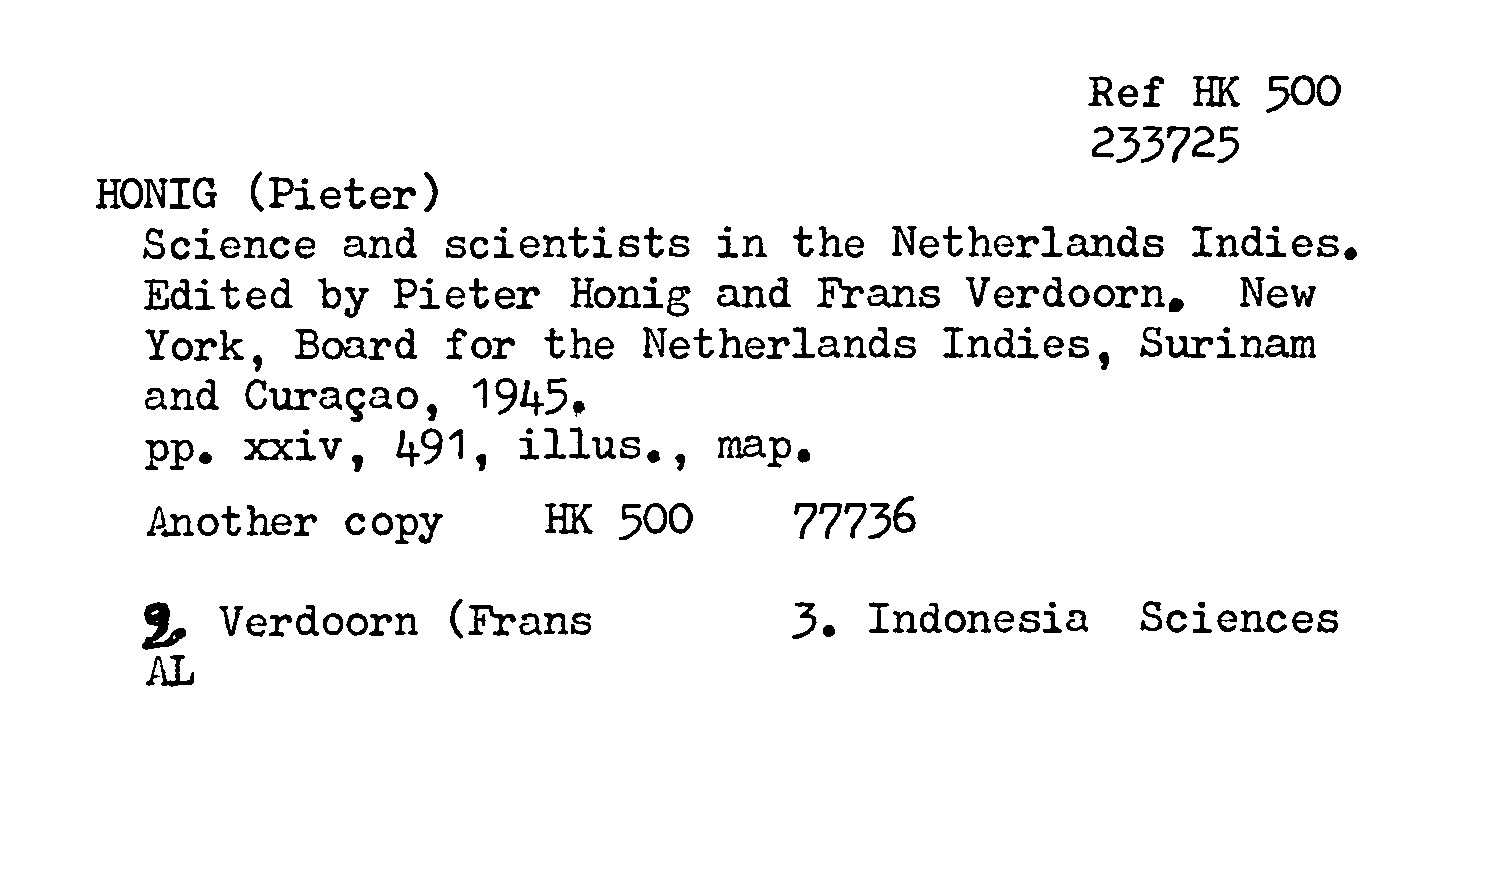 Ref HK 500
233725
HONIG (Pieter)
Science and scientists in the Netherlands Indies.
Edited by Pieter Honig and Frans Verdoorn. New
York, Board for the Netherlands Indies, Surinam
and Curaçao, 1945.
pp. xxiv, 491, illus., map.
Another copy HK 500 77736
2. Verdoorn (Frans 3. Indonesia Sciences
AL